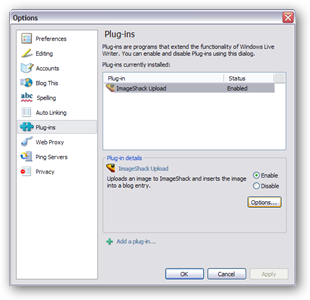 Options
Preferences
Editing
Accounts
Blog This
abc
Spelling
Auto Linking
Plug-ins
Web Proxy
Ping Servers
Privacy
Plug-ins
Plug-ins are programs that extend the functionality of Windows Live
Writer. You can enable and disable Plug-ins using this dialog.
Plug-ins currently installed:
Plug-in Status
ImageShack Upload Enabled
Plug-in details
ImageShack Upload
Uploads an image to ImageShack and inserts the image
into a blog entry.
Enable
Disable
Options...
Add a plug-in...
OK Cancel Apply